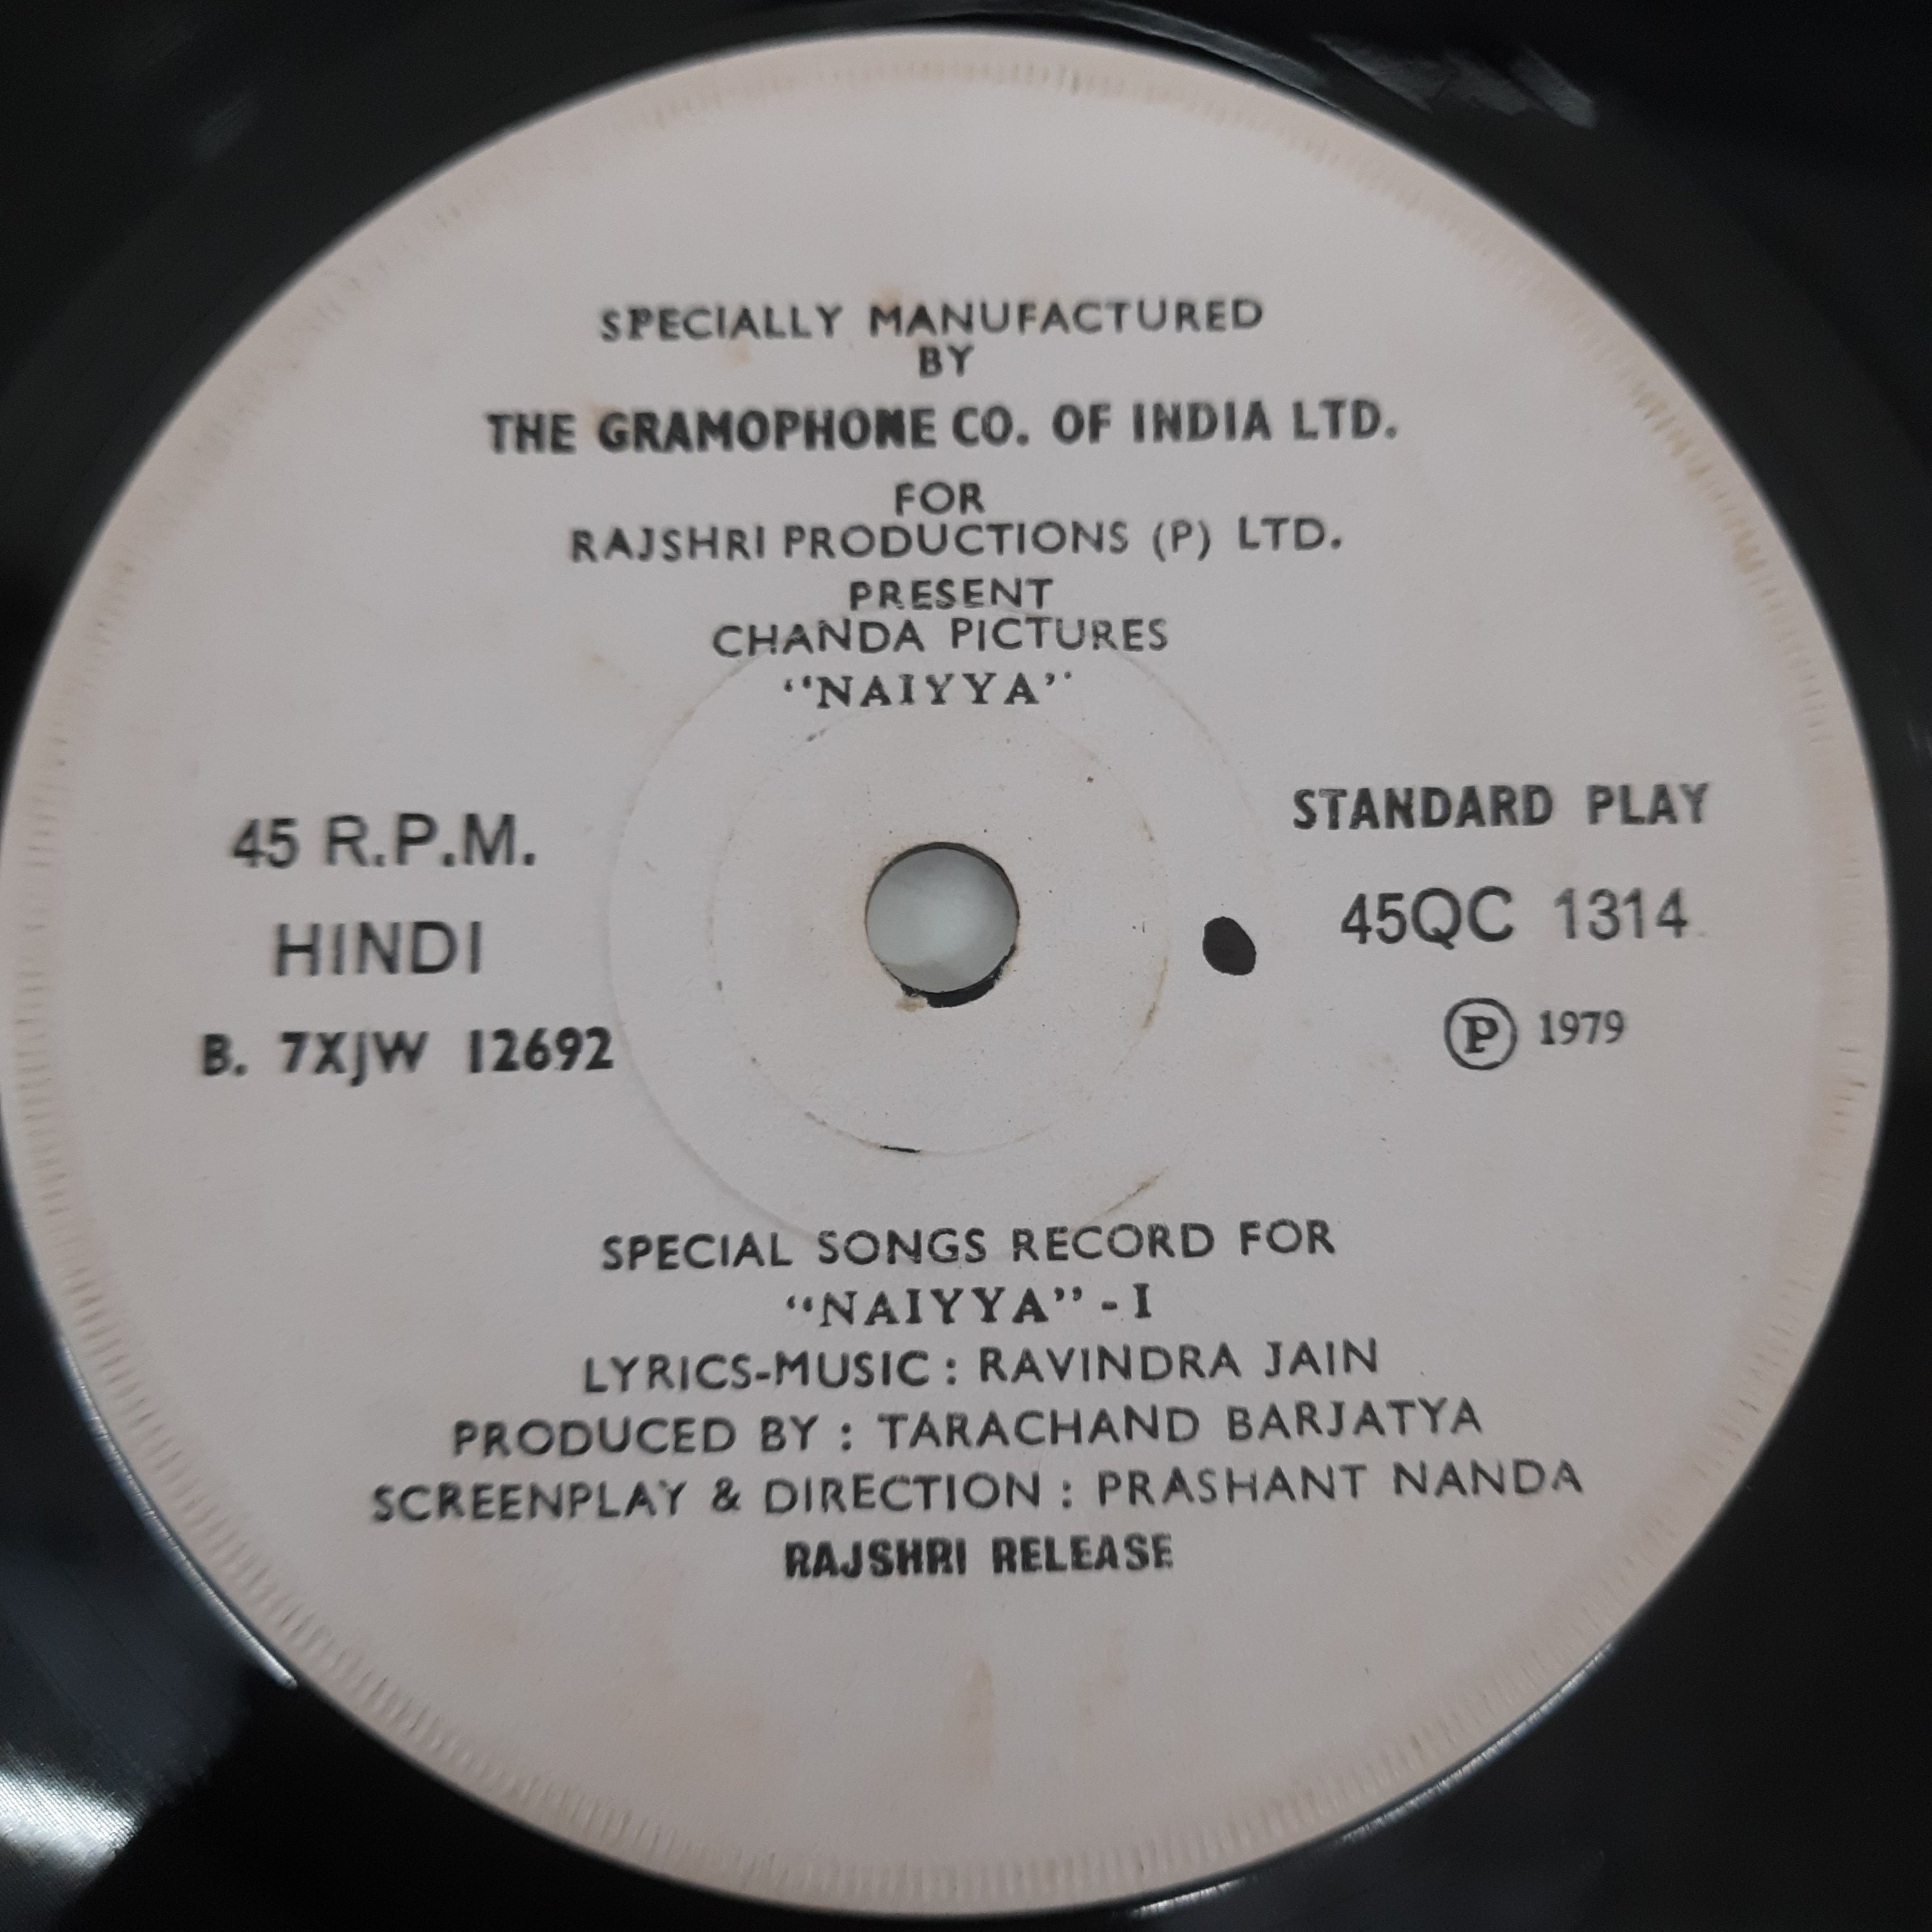 SPECIALLY MANUFACTURED
BY
THE GRAMOPHONE CO. OF INDIA LTD.
FOR
RAJSHRI PRODUCTIONS (P) LTD.
PRESENT
CHANDA PICTURES
"NAIYYA"
45 R.P.M.
HINDI
B. 7XJW 12692
STANDARD PLAY
45QC 1314
Ⓟ 1979
SPECIAL SONGS RECORD FOR
"NAIYYA" - I
LYRICS-MUSIC : RAVINDRA JAIN
PRODUCED BY : TARACHAND BARJATYA
SCREENPLAY & DIRECTION : PRASHANT NANDA
RAJSHRI RELEASE